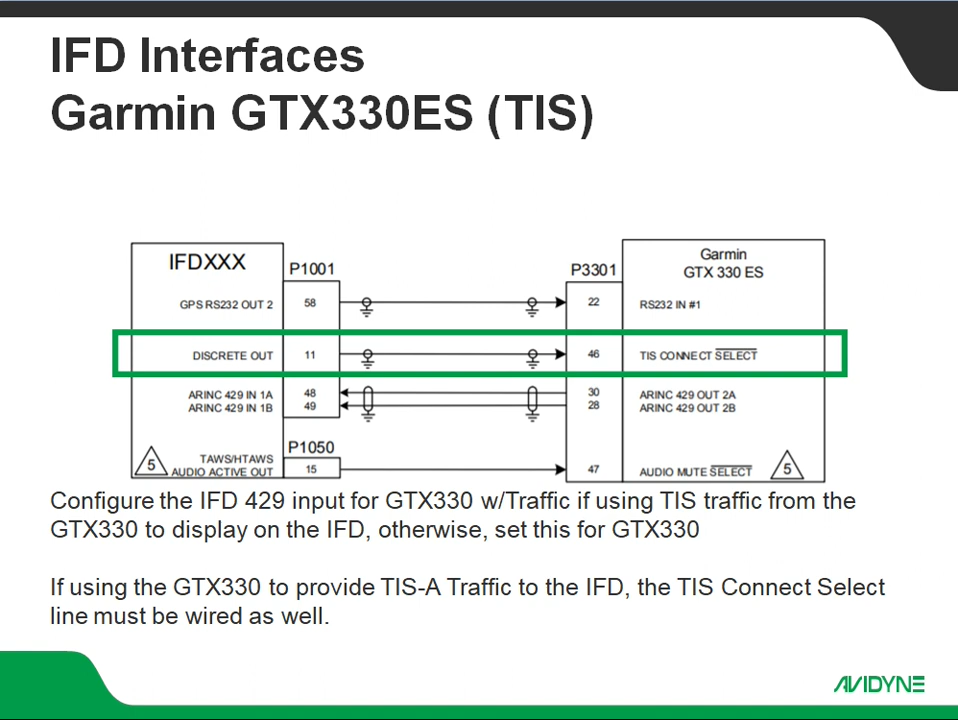 IFD Interfaces
Garmin GTX330ES (TIS)
IFDXXX
P1001
P3301
Garmin
GTX 330 ES
GPS RS232 OUT 2
58
22
RS232 IN #1
DISCRETE OUT
11
46
TIS CONNECT SELECT
ARINC 429 IN 1A
48
30
ARINC 429 OUT 2A
ARINC 429 IN 1B
49
28
ARINC 429 OUT 2B
P1050
5
TAWS/HTAWS
AUDIO ACTIVE OUT
15
47
AUDIO MUTE SELECT
5
Configure the IFD 429 input for GTX330 w/Traffic if using TIS traffic from the
GTX330 to display on the IFD, otherwise, set this for GTX330
If using the GTX330 to provide TIS-A Traffic to the IFD, the TIS Connect Select
line must be wired as well.
AVIDYNE